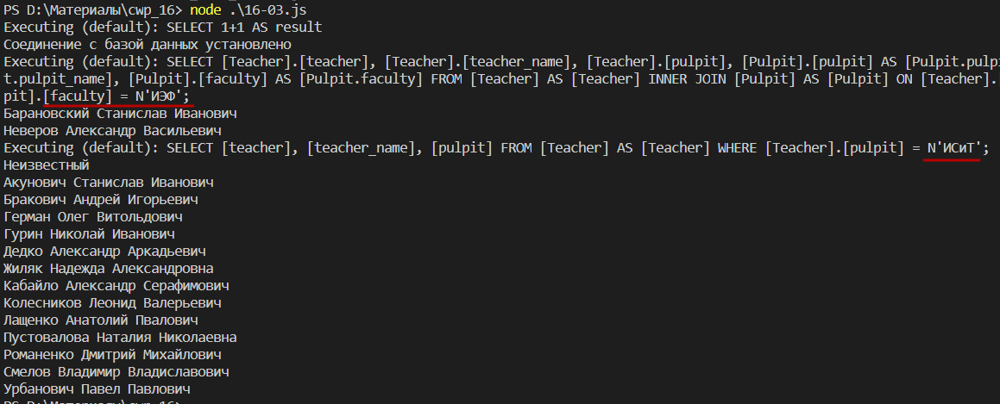 PS D:\Материалы\cwp_16> node .\16-03.js
Executing (default): SELECT 1+1 AS result
Соединение с базой данных установлено
Executing (default): SELECT [Teacher].[teacher], [Teacher].[teacher_name], [Teacher].[pulpit], [Pulpit].[pulpit] AS [Pulpit.pulpi
t.pulpit_name], [Pulpit].[faculty] AS [Pulpit.faculty] FROM [Teacher] AS [Teacher] INNER JOIN [Pulpit] AS [Pulpit] ON [Teacher].
pit].[faculty] = N'ИЭФ';
Барановский Станислав Иванович
Неверов Александр Васильевич
Executing (default): SELECT [teacher], [teacher_name], [pulpit] FROM [Teacher] AS [Teacher] WHERE [Teacher].[pulpit] = N'ИСиТ';
Неизвестный
Акунович Станислав Иванович
Бракович Андрей Игорьевич
Герман Олег Витольдович
Гурин Николай Иванович
Дедко Александр Аркадьевич
Жиляк Надежда Александровна
Кабайло Александр Серафимович
Колесников Леонид Валерьевич
Лащенко Анатолий Пвалович
Пустовалова Наталия Николаевна
Романенко Дмитрий Михайлович
Смелов Владимир Владиславович
Урбанович Павел Павлович
PS D:\Материалы\cwp_16>